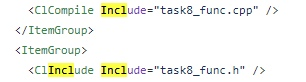 <ClCompile Include="task8_func.cpp" />
</ItemGroup>
<ItemGroup>
<ClInclude Include="task8_func.h" />